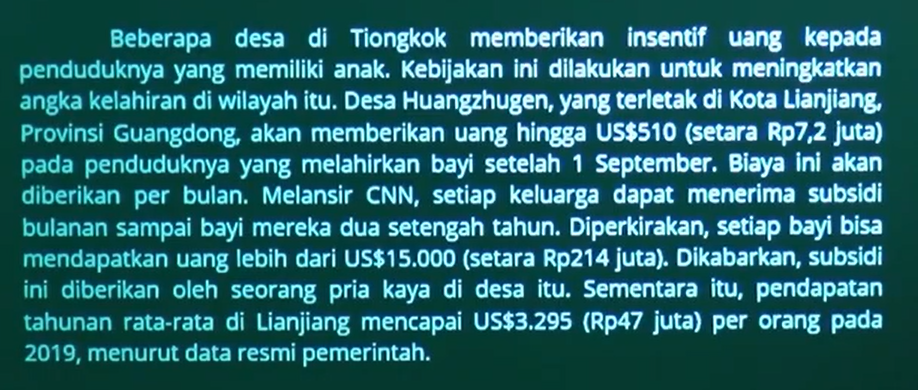 Beberapa desa di Tiongkok memberikan insentif uang kepada
penduduknya yang memiliki anak. Kebijakan ini dilakukan untuk meningkatkan
angka kelahiran di wilayah itu. Desa Huangzhugen, yang terletak di Kota Lianjiang,
Provinsi Guangdong, akan memberikan uang hingga US$510 (setara Rp7,2 juta)
pada penduduknya yang melahirkan bayi setelah 1 September. Biaya ini akan
diberikan per bulan. Melansir CNN, setiap keluarga dapat menerima subsidi
bulanan sampai bayi mereka dua setengah tahun. Diperkirakan, setiap bayi bisa
mendapatkan uang lebih dari US$15.000 (setara Rp214 juta). Dikabarkan, subsidi
ini diberikan oleh seorang pria kaya di desa itu. Sementara itu, pendapatan
tahunan rata-rata di Lianjiang mencapai US$3.295 (Rp47 juta) per orang pada
2019, menurut data resmi pemerintah.